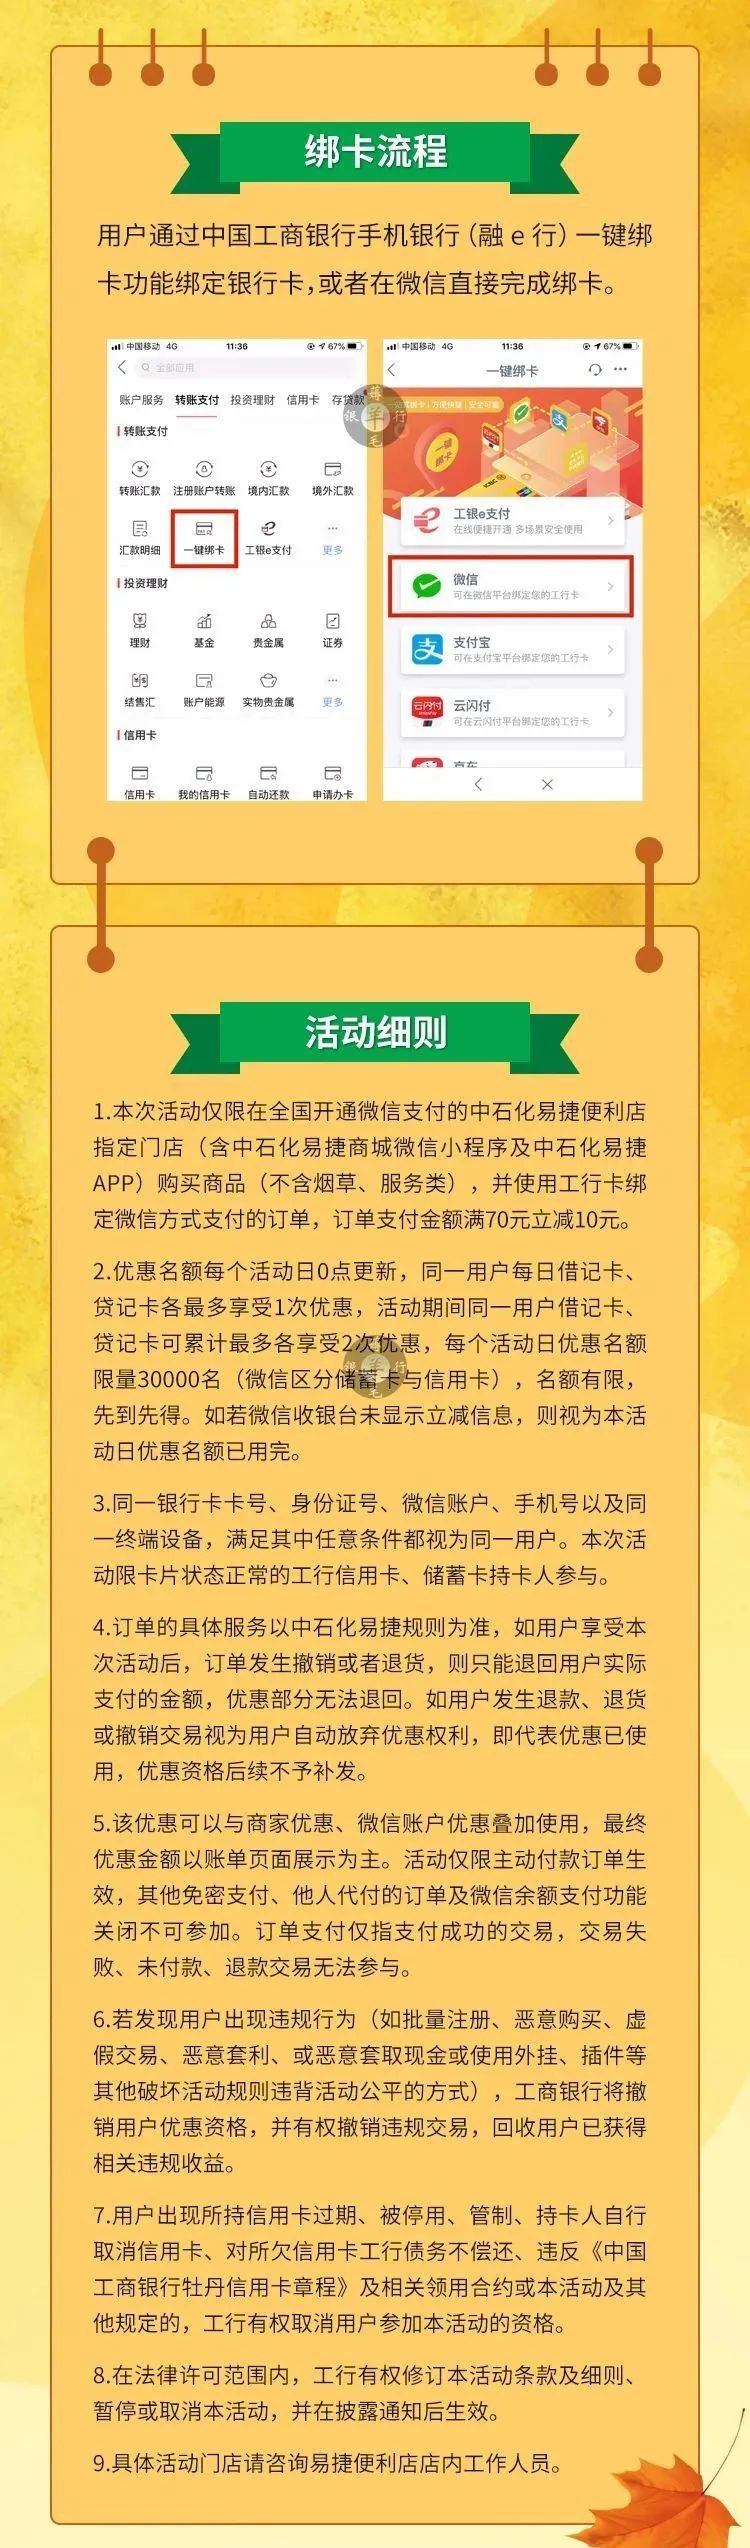 绑卡流程
用户通过中国工商银行手机银行（融 e 行）一键绑
卡功能绑定银行卡，或者在微信直接完成绑卡。
中国移动 4G 11:36 67%
全部应用
账户服务 转账支付 投资理财 信用卡 存贷款
转账支付
转账汇款 注册账户转账 境内汇款 境外汇款
汇款明细 一键绑卡 工银e支付 更多
投资理财
理财 基金 贵金属 证券
结售汇 账户能源 实物贵金属 更多
信用卡
信用卡 我的信用卡 自动还款 申请办卡
中国移动 4G 11:36 67%
一键绑卡
一站式绑卡 | 方便快捷 | 安全可靠
一键
绑卡
ICBC
工银e支付
在线便捷开通 多场景安全使用
微信
可在微信平台绑定您的工行卡
支付宝
可在支付宝平台绑定您的工行卡
云闪付
云闪付
可在云闪付平台绑定您的工行卡
京东
薅
银 羊 行
毛
活动细则
1.本次活动仅限在全国开通微信支付的中石化易捷便利店
指定门店（含中石化易捷商城微信小程序及中石化易捷
APP）购买商品（不含烟草、服务类），并使用工行卡绑
定微信方式支付的订单，订单支付金额满70元立减10元。
2.优惠名额每个活动日0点更新，同一用户每日借记卡、
贷记卡各最多享受1次优惠，活动期间同一用户借记卡、
贷记卡可累计最多各享受2次优惠，每个活动日优惠名额
限量30000名（微信区分储蓄卡与信用卡），名额有限，
先到先得。如若微信收银台未显示立减信息，则视为本活
动日优惠名额已用完。
薅
银 羊 行
毛
3.同一银行卡卡号、身份证号、微信账户、手机号以及同
一终端设备，满足其中任意条件都视为同一用户。本次活
动限卡片状态正常的工行信用卡、储蓄卡持卡人参与。
4.订单的具体服务以中石化易捷规则为准，如用户享受本
次活动后，订单发生撤销或者退货，则只能退回用户实际
支付的金额，优惠部分无法退回。如用户发生退款、退货
或撤销交易视为用户自动放弃优惠权利，即代表优惠已使
用，优惠资格后续不予补发。
5.该优惠可以与商家优惠、微信账户优惠叠加使用，最终
优惠金额以账单页面展示为主。活动仅限主动付款订单生
效，其他免密支付、他人代付的订单及微信余额支付功能
关闭不可参加。订单支付仅指支付成功的交易，交易失
败、未付款、退款交易无法参与。
6.若发现用户出现违规行为（如批量注册、恶意购买、虚
假交易、恶意套利、或恶意套取现金或使用外挂、插件等
其他破坏活动规则违背活动公平的方式），工商银行将撤
销用户优惠资格，并有权撤销违规交易，回收用户已获得
相关违规收益。
7.用户出现所持信用卡过期、被停用、管制、持卡人自行
取消信用卡、对所欠信用卡工行债务不偿还、违反《中国
工商银行牡丹信用卡章程》及相关领用合约或本活动及其
他规定的，工行有权取消用户参加本活动的资格。
8.在法律许可范围内，工行有权修订本活动条款及细则、
暂停或取消本活动，并在披露通知后生效。
9.具体活动门店请咨询易捷便利店店内工作人员。